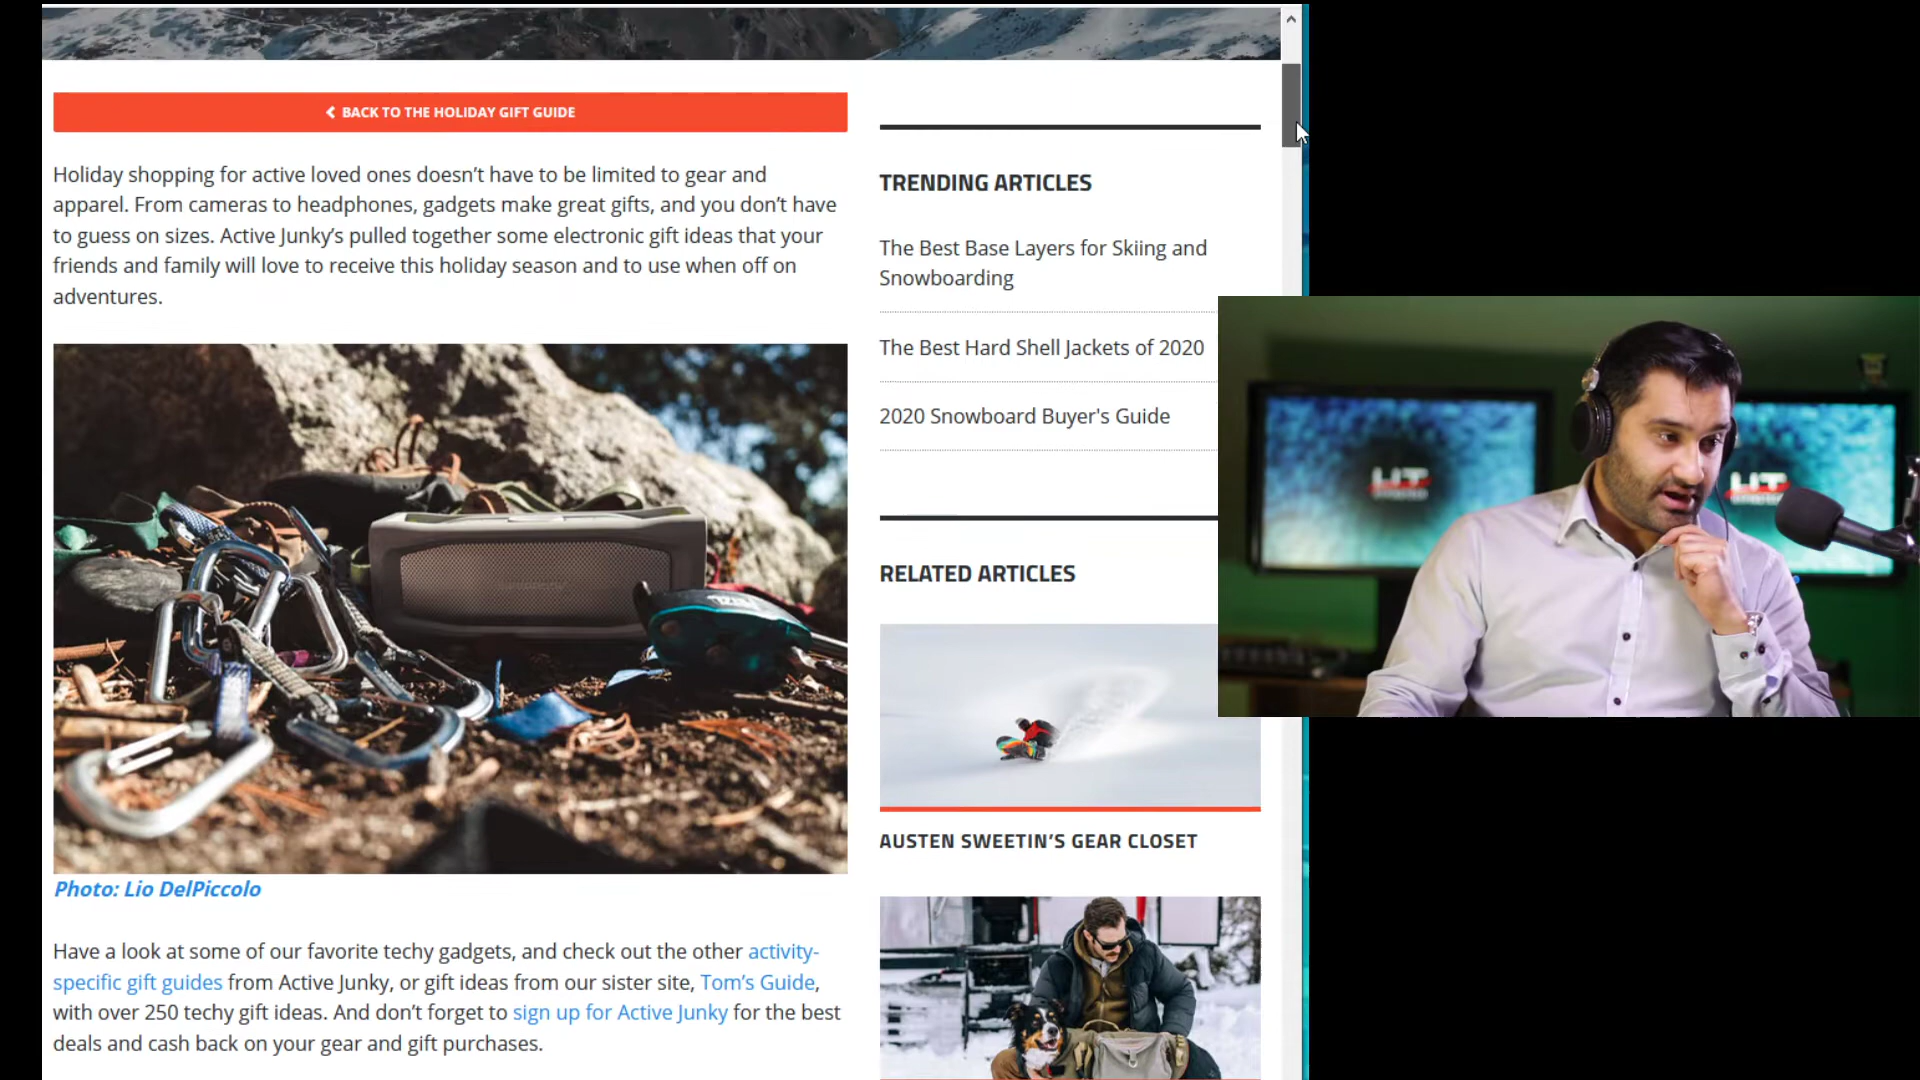 BACK TO THE HOLIDAY GIFT GUIDE
Holiday shopping for active loved ones doesn’t have to be limited to gear and
apparel. From cameras to headphones, gadgets make great gifts, and you don’t have
to guess on sizes. Active Junky’s pulled together some electronic gift ideas that your
friends and family will love to receive this holiday season and to use when off on
adventures.
Photo: Lio DelPiccolo
Have a look at some of our favorite techy gadgets, and check out the other activity-
specific gift guides from Active Junky, or gift ideas from our sister site, Tom’s Guide,
with over 250 techy gift ideas. And don’t forget to sign up for Active Junky for the best
deals and cash back on your gear and gift purchases.
TRENDING ARTICLES
The Best Base Layers for Skiing and
Snowboarding
The Best Hard Shell Jackets of 2020
2020 Snowboard Buyer's Guide
RELATED ARTICLES
AUSTEN SWEETIN’S GEAR CLOSET